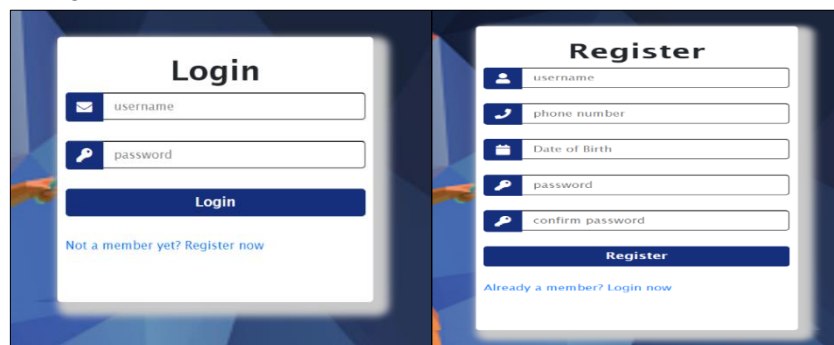 Login
username
password
Login
Not a member yet? Register now
Register
username
phone number
Date of Birth
password
confirm password
Register
Already a member? Login now